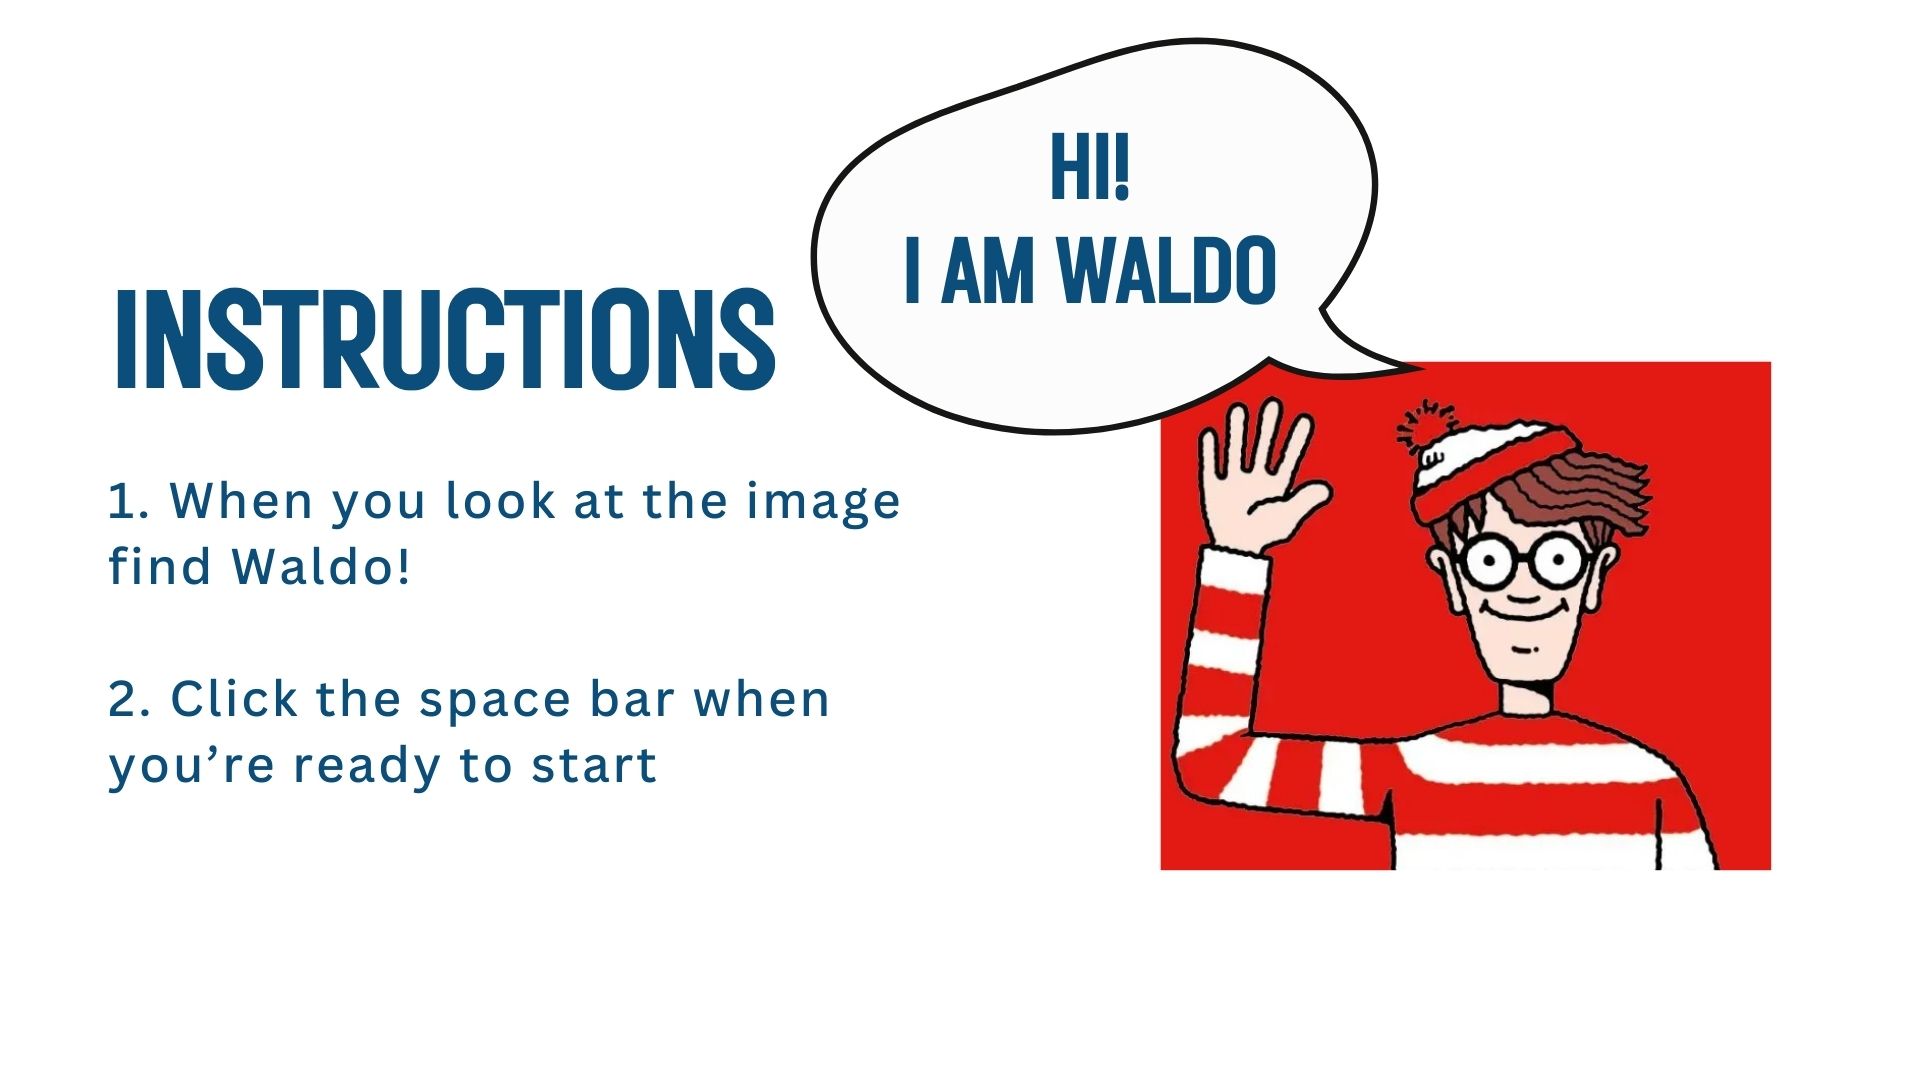 HI!
I AM WALDO
INSTRUCTIONS
1. When you look at the image
find Waldo!
2. Click the space bar when
you’re ready to start